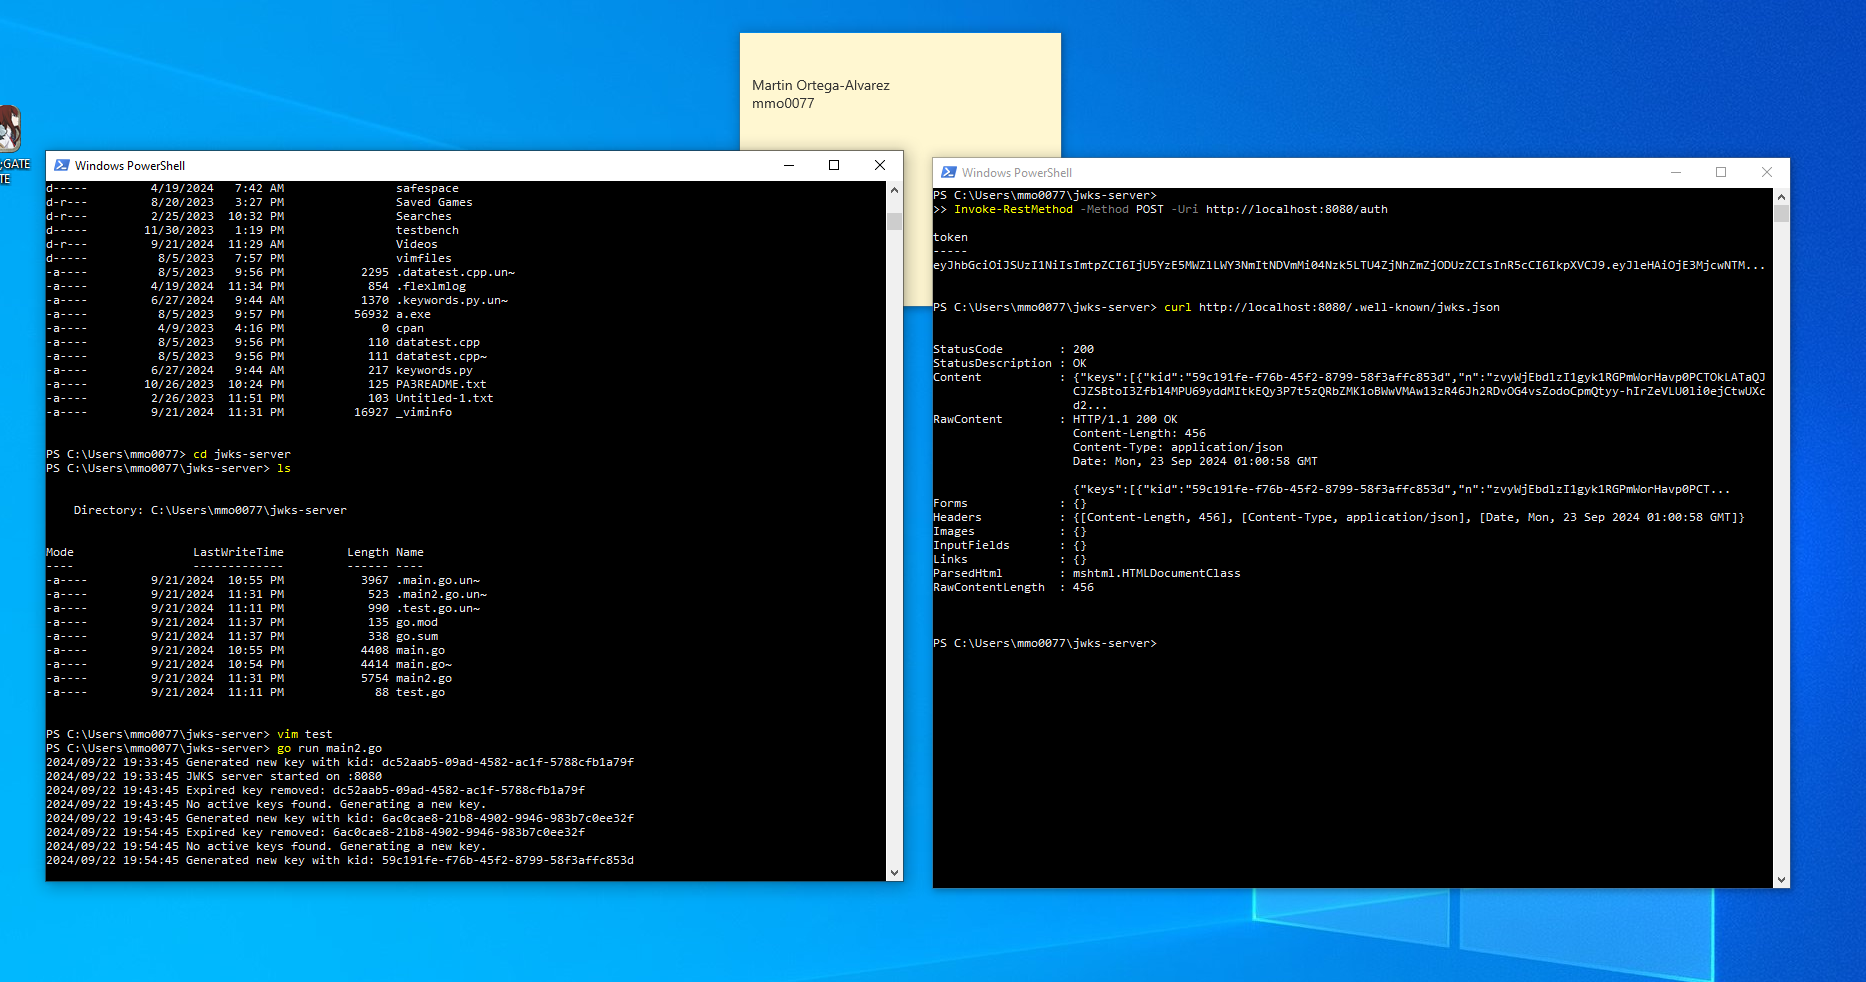 ;GATE
TE
Martin Ortega-Alvarez
mmo0077
Windows PowerShell
d-----         4/19/2024   7:42 AM                safespace
d-r---         8/20/2023   3:27 PM                Saved Games
d-r---         2/25/2023  10:32 PM                Searches
d-----        11/30/2023   1:19 PM                testbench
d-r---         9/21/2024  11:29 AM                Videos
d-----          8/5/2023   7:57 PM                vimfiles
-a----          8/5/2023   9:56 PM           2295 .datatest.cpp.un~
-a----         4/19/2024  11:34 PM            854 .flexlmlog
-a----         6/27/2024   9:44 AM           1370 .keywords.py.un~
-a----          8/5/2023   9:57 PM          56932 a.exe
-a----          4/9/2023   4:16 PM              0 cpan
-a----          8/5/2023   9:56 PM            110 datatest.cpp
-a----          8/5/2023   9:56 PM            111 datatest.cpp~
-a----         6/27/2024   9:44 AM            217 keywords.py
-a----        10/26/2023  10:24 PM            125 PA3README.txt
-a----         2/26/2023  11:51 PM            103 Untitled-1.txt
-a----         9/21/2024  11:31 PM          16927 _viminfo
PS C:\Users\mmo0077> cd jwks-server
PS C:\Users\mmo0077\jwks-server> ls
    Directory: C:\Users\mmo0077\jwks-server
Mode                 LastWriteTime         Length Name
----                 -------------         ------ ----
-a----         9/21/2024  10:55 PM           3967 .main.go.un~
-a----         9/21/2024  11:31 PM            523 .main2.go.un~
-a----         9/21/2024  11:11 PM            990 .test.go.un~
-a----         9/21/2024  11:37 PM            135 go.mod
-a----         9/21/2024  11:37 PM            338 go.sum
-a----         9/21/2024  10:55 PM           4408 main.go
-a----         9/21/2024  10:54 PM           4414 main.go~
-a----         9/21/2024  11:31 PM           5754 main2.go
-a----         9/21/2024  11:11 PM             88 test.go
PS C:\Users\mmo0077\jwks-server> vim test
PS C:\Users\mmo0077\jwks-server> go run main2.go
2024/09/22 19:33:45 Generated new key with kid: dc52aab5-09ad-4582-ac1f-5788cfb1a79f
2024/09/22 19:33:45 JWKS server started on :8080
2024/09/22 19:43:45 Expired key removed: dc52aab5-09ad-4582-ac1f-5788cfb1a79f
2024/09/22 19:43:45 No active keys found. Generating a new key.
2024/09/22 19:43:45 Generated new key with kid: 6ac0cae8-21b8-4902-9946-983b7c0ee32f
2024/09/22 19:54:45 Expired key removed: 6ac0cae8-21b8-4902-9946-983b7c0ee32f
2024/09/22 19:54:45 No active keys found. Generating a new key.
2024/09/22 19:54:45 Generated new key with kid: 59c191fe-f76b-45f2-8799-58f3affc853d
Windows PowerShell
PS C:\Users\mmo0077\jwks-server>
>> Invoke-RestMethod -Method POST -Uri http://localhost:8080/auth
token
-----
eyJhbGciOiJSUzI1NiIsImtpZCI6IjU5YzE5MWZlLWY3NmItNDVmMi04Nzk5LTU4ZjNhZmZjODUzZCIsInR5cCI6IkpXVCJ9.eyJleHAiOjE3MjcwNTM...
PS C:\Users\mmo0077\jwks-server> curl http://localhost:8080/.well-known/jwks.json
StatusCode        : 200
StatusDescription : OK
Content           : {"keys":[{"kid":"59c191fe-f76b-45f2-8799-58f3affc853d","n":"zvyWjEbdlzI1gyk1RGPmWorHavp0PCTOkLATaQJ
                    CJZSBtoI3Zfb14MPU69yddMItkEQy3P7t5zQRbZMK1oBWwVMAw13zR46Jh2RDvOG4vsZodoCpmQtyy-hIrZeVLU0li0ejCtwUXc
                    d2...
RawContent        : HTTP/1.1 200 OK
                    Content-Length: 456
                    Content-Type: application/json
                    Date: Mon, 23 Sep 2024 01:00:58 GMT
                    {"keys":[{"kid":"59c191fe-f76b-45f2-8799-58f3affc853d","n":"zvyWjEbdlzI1gyk1RGPmWorHavp0PCT...
Forms             : {}
Headers           : {[Content-Length, 456], [Content-Type, application/json], [Date, Mon, 23 Sep 2024 01:00:58 GMT]}
Images            : {}
InputFields       : {}
Links             : {}
ParsedHtml        : mshtml.HTMLDocumentClass
RawContentLength  : 456
PS C:\Users\mmo0077\jwks-server>